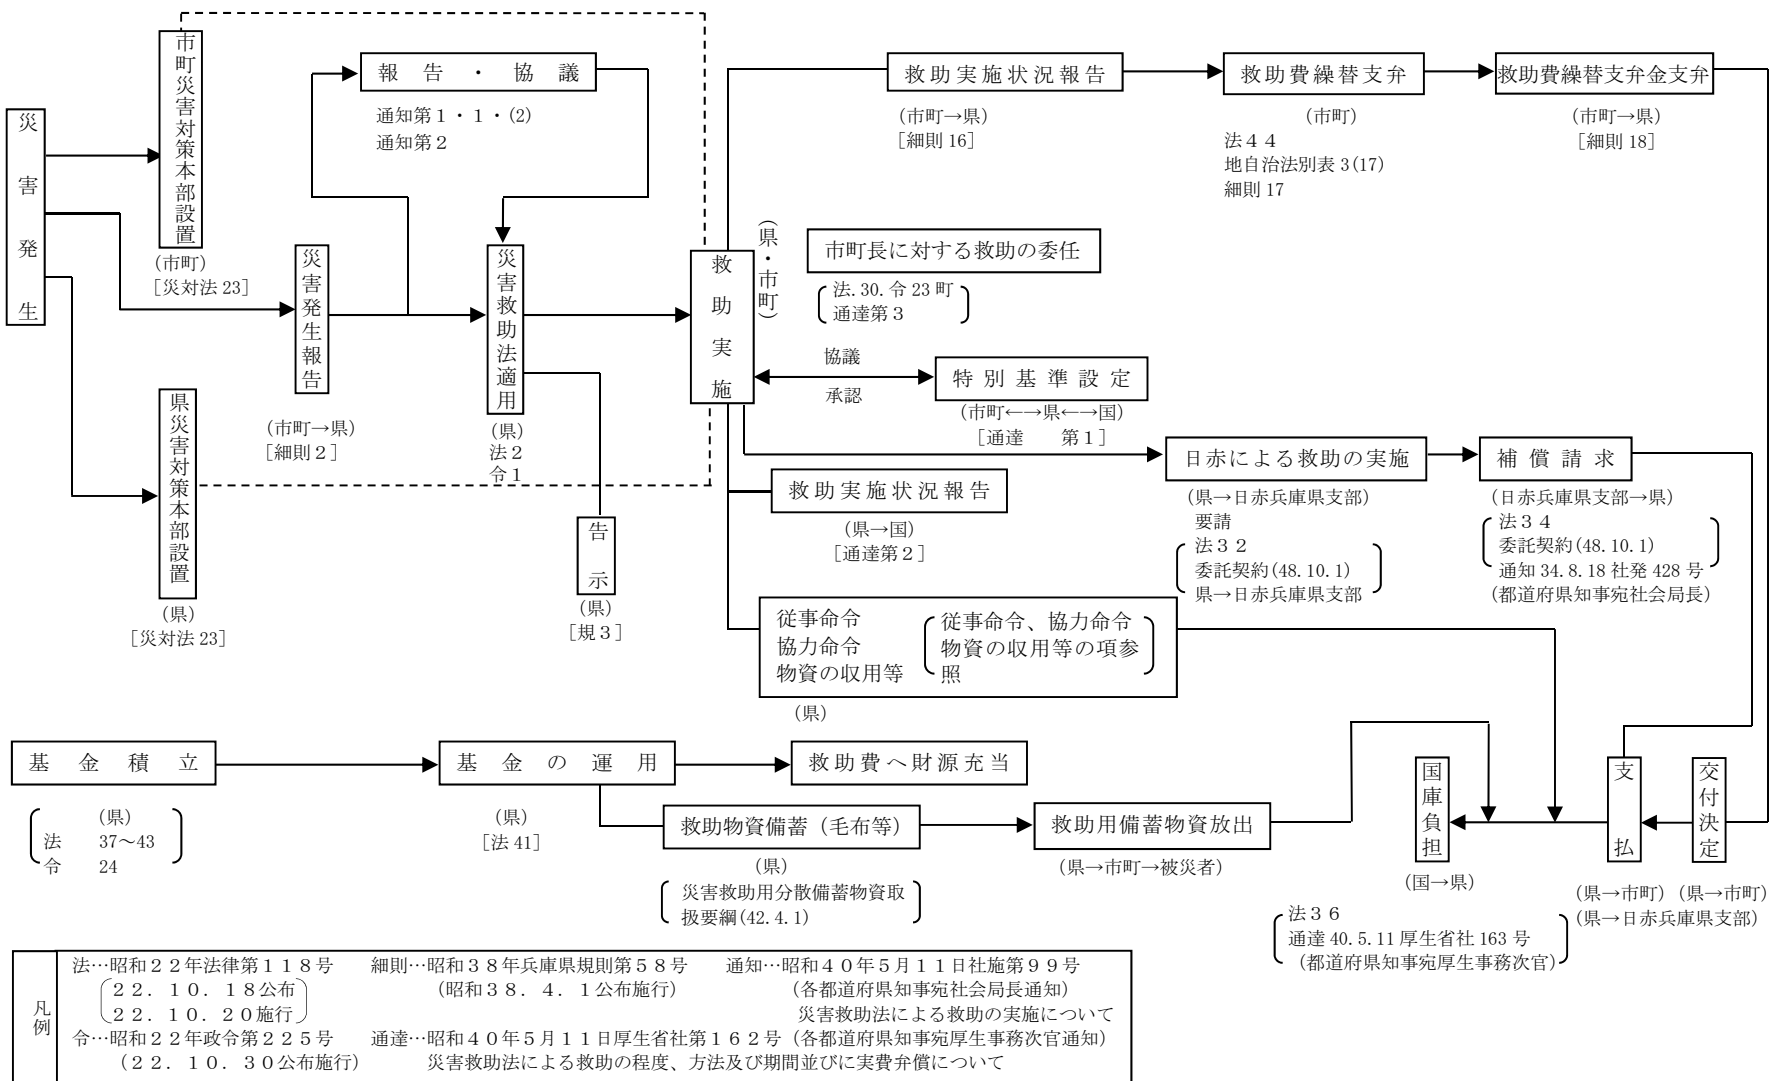 災害発生
市町災害対策本部設置
(市町)
[災対法 23]
県災害対策本部設置
(県)
[災対法 23]
災害発生報告
(市町→県)
[細則２]
報告・協議
通知第１・１・(2)
通知第２
災害救助法適用
(県)
法２
令１
告示
(県)
[規３]
救助実施
(県・市町)
救助実施状況報告
(市町→県)
[細則 16]
救助費繰替支弁
(市町)
法４４
地自治法別表 3(17)
細則 17
救助費繰替支弁金支弁
(市町→県)
[細則 18]
市町長に対する救助の委任
法.30.令 23 町
通達第３
協議
承認
特別基準設定
(市町←→県←→国)
[通達　第１]
日赤による救助の実施
(県→日赤兵庫県支部)
要請
法３２
委託契約(48.10.1)
県→日赤兵庫県支部
補償請求
(日赤兵庫県支部→県)
法３４
委託契約(48.10.1)
通知 34.8.18 社発 428 号
(都道府県知事宛社会局長)
救助実施状況報告
(県→国)
[通達第２]
従事命令
協力命令
物資の収用等
従事命令、協力命令
物資の収用等の項参
照
(県)
基金積立
(県)
法　37～43
令　24
基金の運用
(県)
[法 41]
救助費へ財源充当
救助物資備蓄（毛布等）
(県)
災害救助用分散備蓄物資取
扱要綱(42.4.1)
救助用備蓄物資放出
(県→市町→被災者)
国庫負担
(国→県)
法３６
通達 40.5.11 厚生省社 163 号
(都道府県知事宛厚生事務次官)
支払
(県→市町)
(県→日赤兵庫県支部)
交付決定
(県→市町)
凡例
法…昭和２２年法律第１１８号　細則…昭和３８年兵庫県規則第５８号　通知…昭和４０年５月１１日社施第９９号
２２．１０．１８公布　(昭和３８．４．１公布施行)　(各都道府県知事宛社会局長通知)
２２．１０．２０施行　災害救助法による救助の実施について
令…昭和２２年政令第２２５号　通達…昭和４０年５月１１日厚生省社第１６２号 (各都道府県知事宛厚生事務次官通知)
(２２．１０．３０公布施行)　災害救助法による救助の程度、方法及び期間並びに実費弁償について